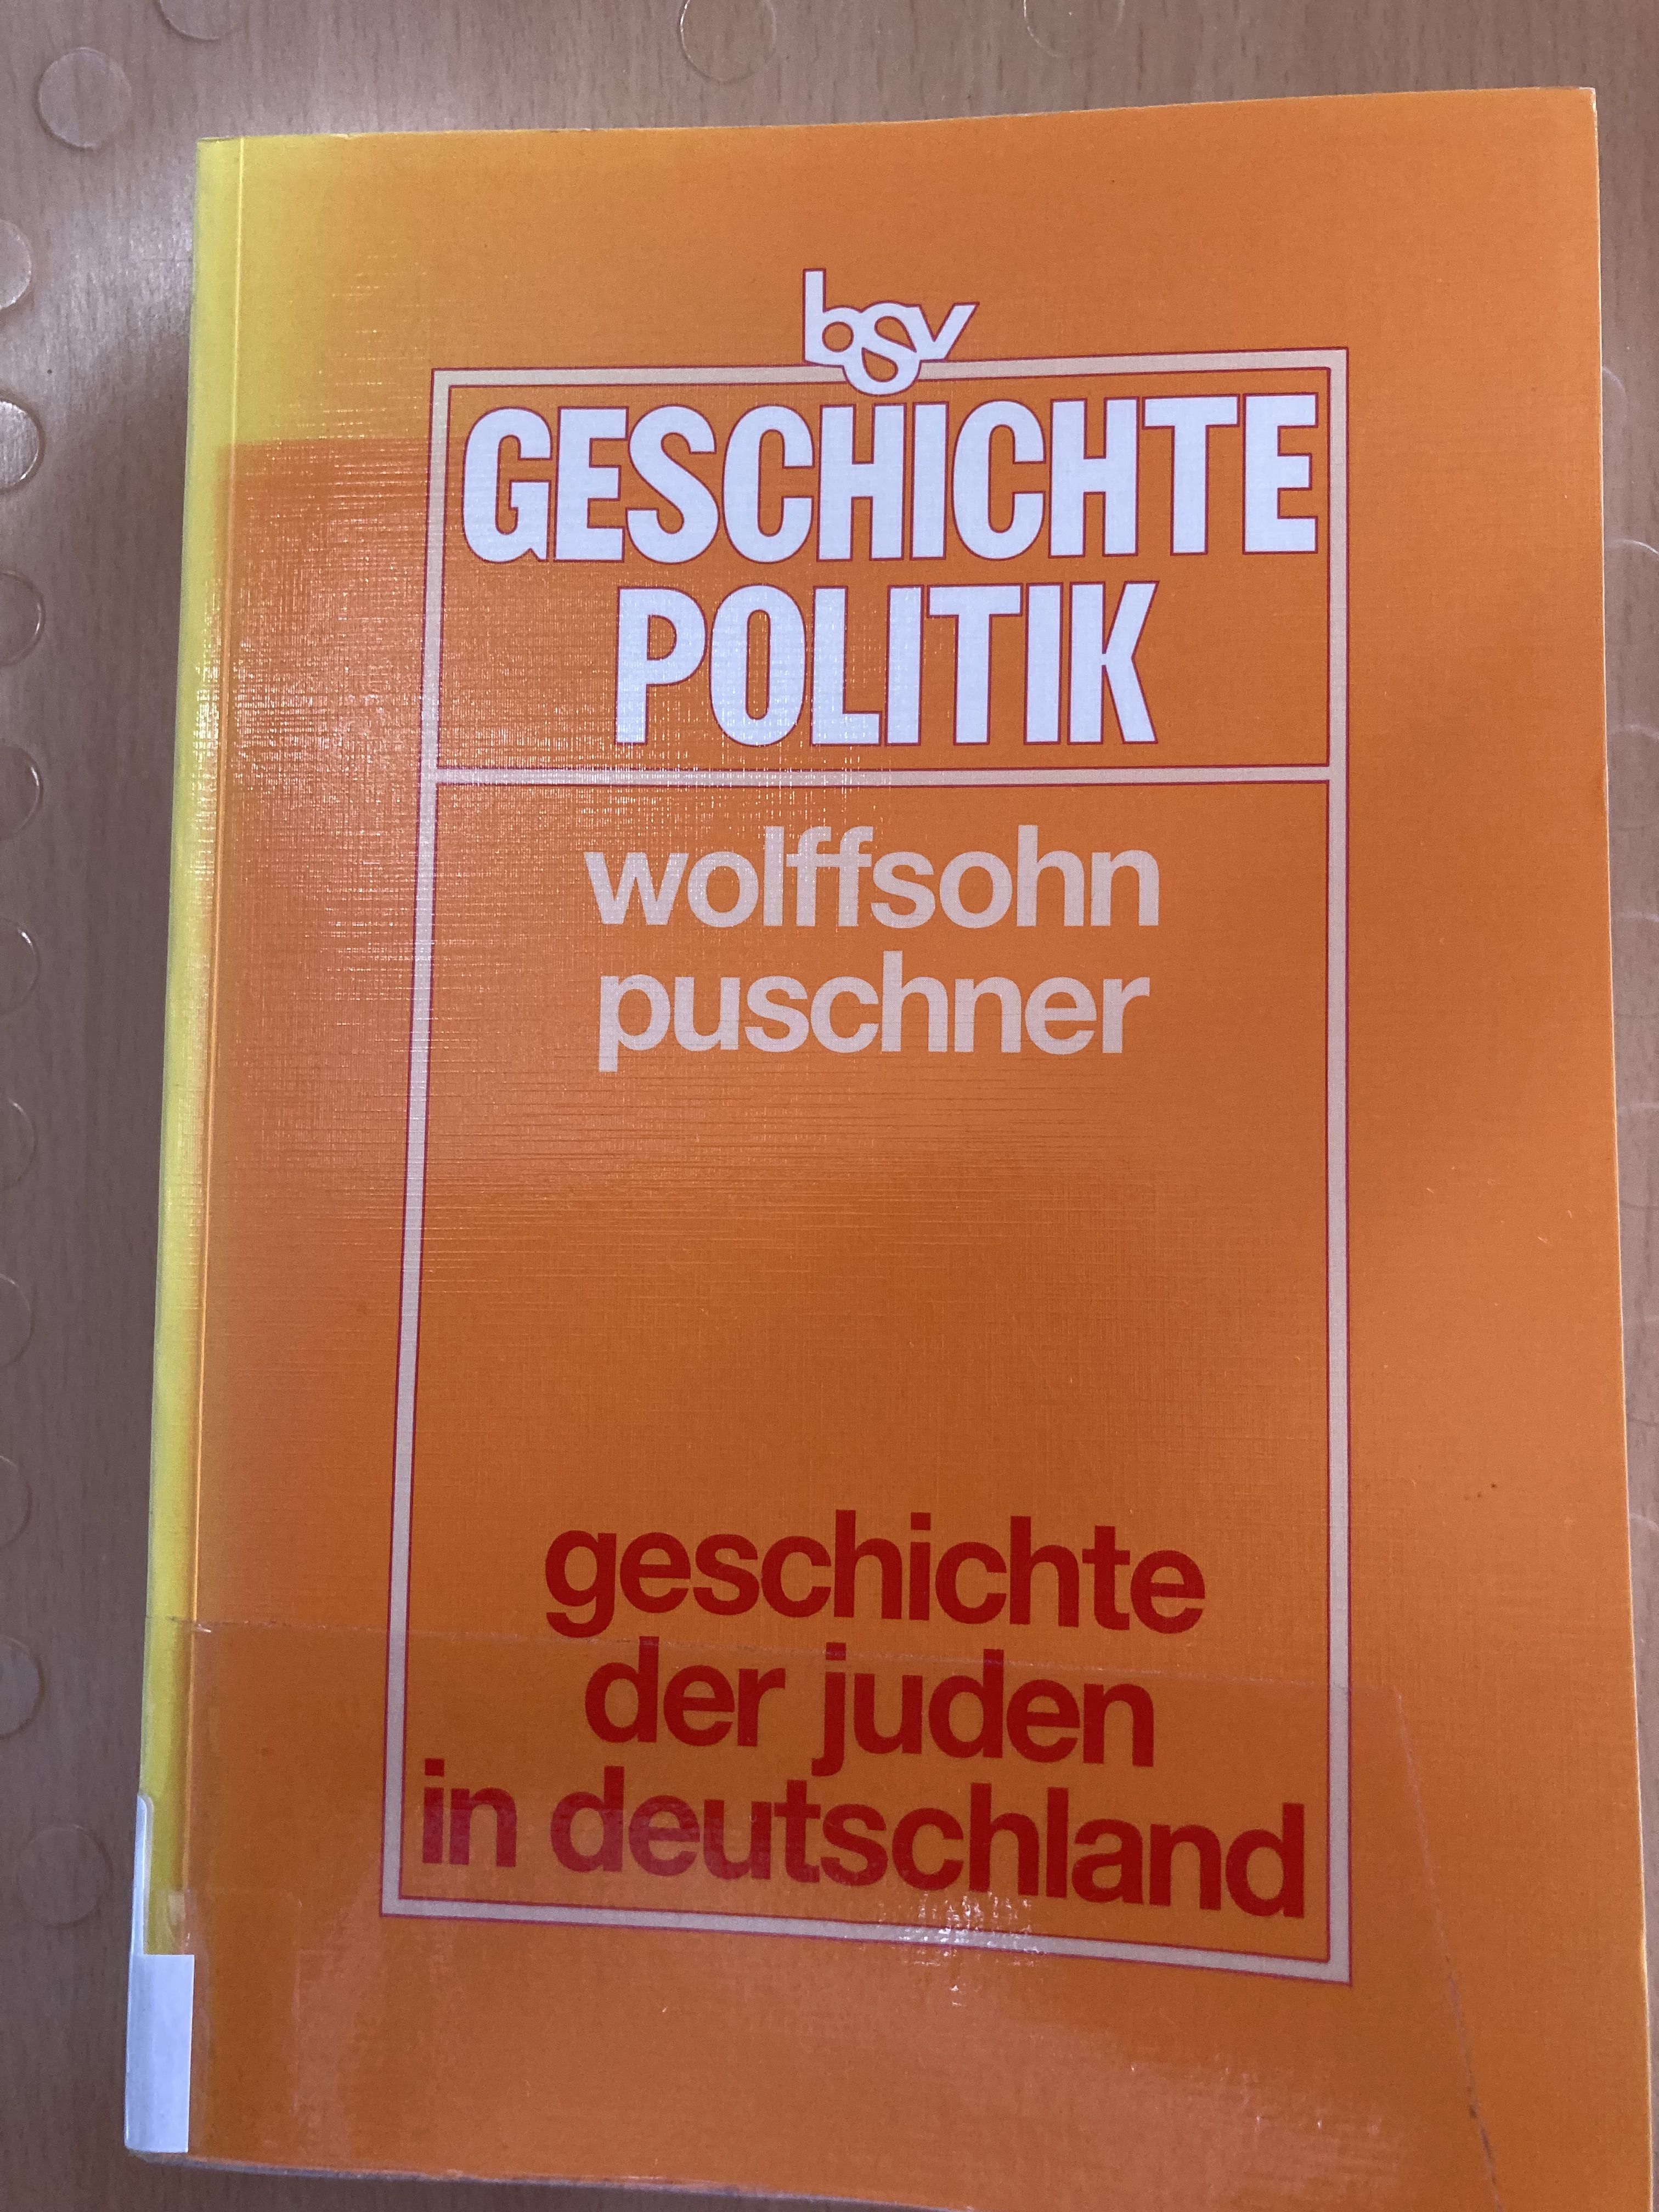 bsv
GESCHICHTE
POLITIK
wolffsohn
puschner
geschichte
der juden
in deutschland